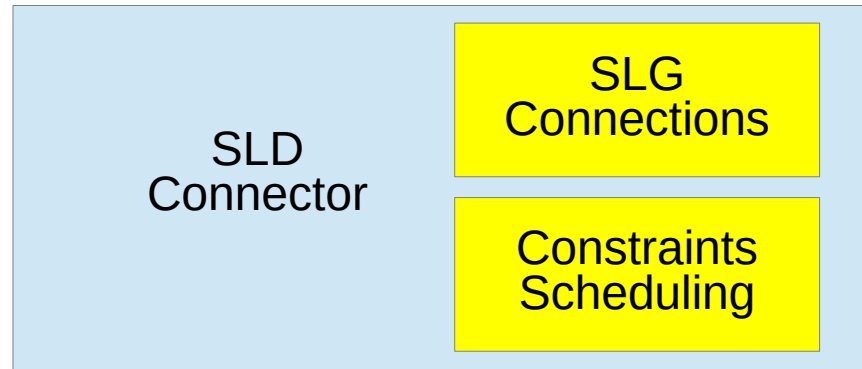 SLD
Connector
SLG
Connections
Constraints
Scheduling